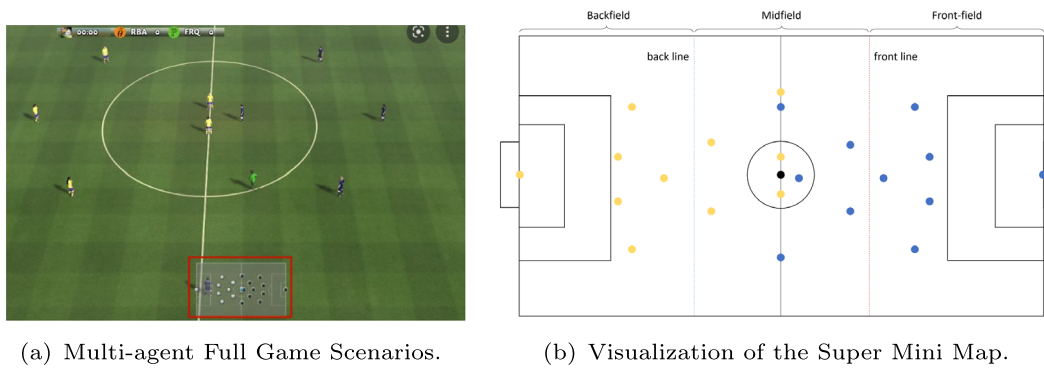 00:00 RBA 0 FRQ 0
Backfield Midfield Front-field
back line front line
(a) Multi-agent Full Game Scenarios. (b) Visualization of the Super Mini Map.